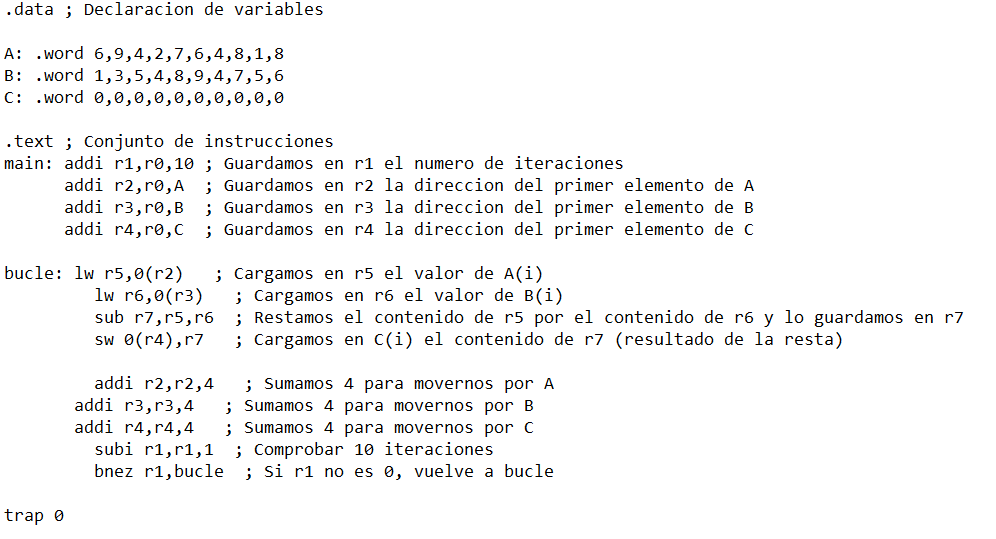 .data ; Declaracion de variables
A: .word 6,9,4,2,7,6,4,8,1,8
B: .word 1,3,5,4,8,9,4,7,5,6
C: .word 0,0,0,0,0,0,0,0,0,0
.text ; Conjunto de instrucciones
main: addi r1,r0,10 ; Guardamos en r1 el numero de iteraciones
addi r2,r0,A ; Guardamos en r2 la direccion del primer elemento de A
addi r3,r0,B ; Guardamos en r3 la direccion del primer elemento de B
addi r4,r0,C ; Guardamos en r4 la direccion del primer elemento de C
bucle: lw r5,0(r2) ; Cargamos en r5 el valor de A(i)
lw r6,0(r3) ; Cargamos en r6 el valor de B(i)
sub r7,r5,r6 ; Restamos el contenido de r5 por el contenido de r6 y lo guardamos en r7
sw 0(r4),r7 ; Cargamos en C(i) el contenido de r7 (resultado de la resta)
addi r2,r2,4 ; Sumamos 4 para movernos por A
addi r3,r3,4 ; Sumamos 4 para movernos por B
addi r4,r4,4 ; Sumamos 4 para movernos por C
subi r1,r1,1 ; Comprobar 10 iteraciones
bnez r1,bucle ; Si r1 no es 0, vuelve a bucle
trap 0